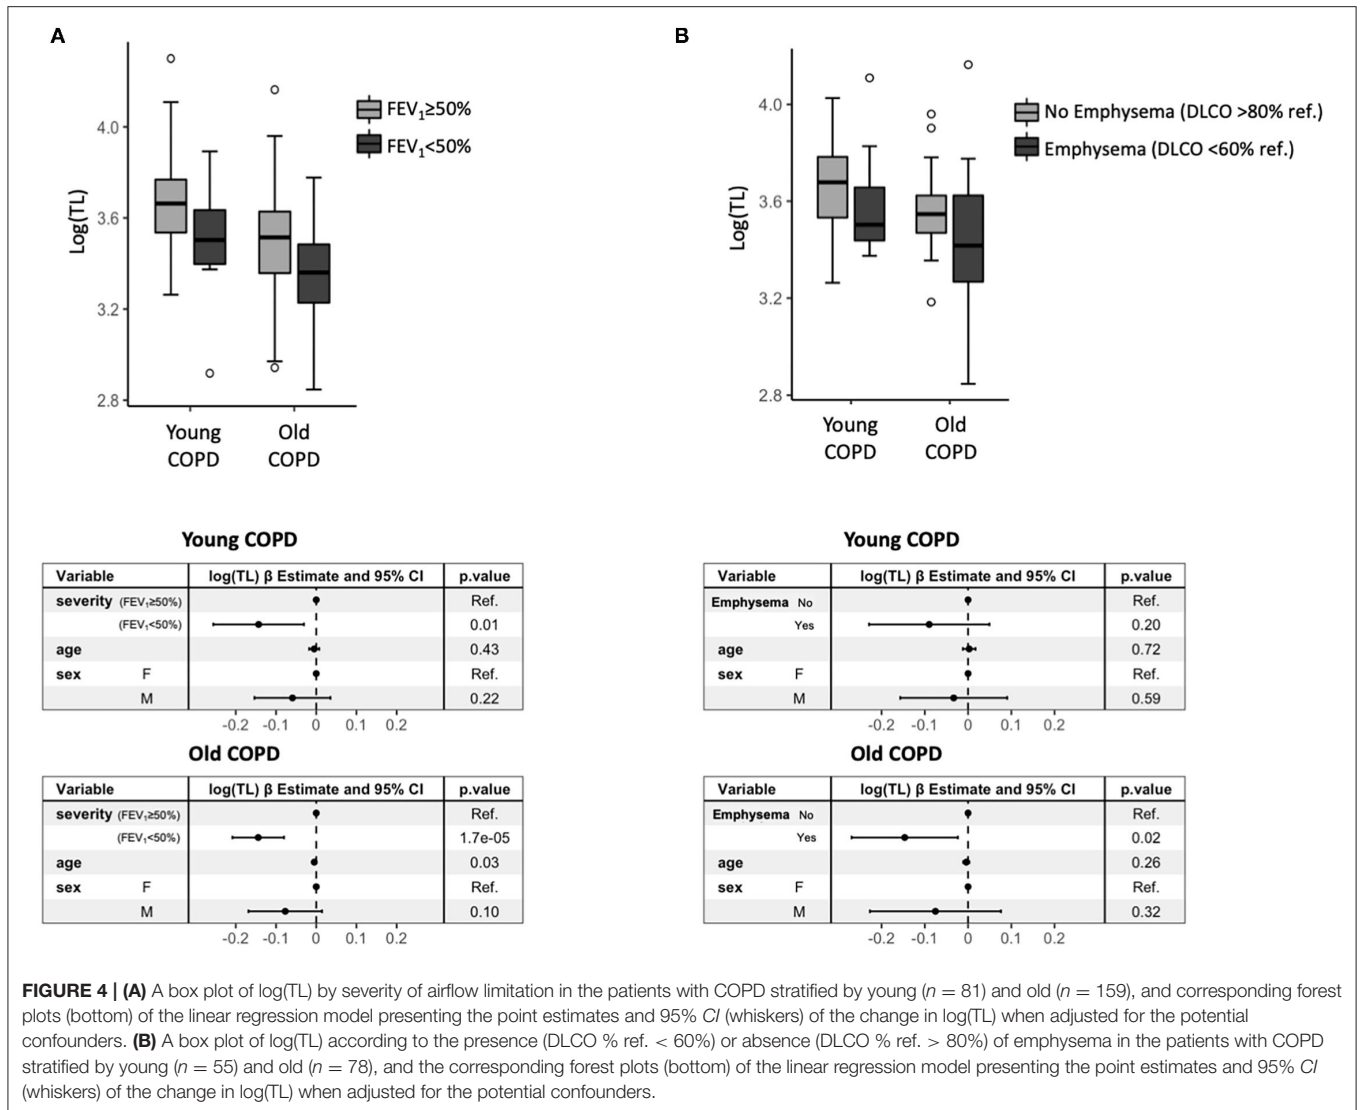 A
4.0
3.6
3.2
2.8
Log(TL)
FEV₁≥50%
FEV₁<50%
Young COPD
Old COPD
B
4.0
3.6
3.2
2.8
Log(TL)
No Emphysema (DLCO >80% ref.)
Emphysema (DLCO <60% ref.)
Young COPD
Old COPD
Young COPD
Variable log(TL) β Estimate and 95% CI p.value
severity (FEV₁≥50%) Ref.
(FEV₁<50%) 0.01
age 0.43
sex F Ref.
M 0.22
-0.2 -0.1 0 0.1 0.2
Old COPD
Variable log(TL) β Estimate and 95% CI p.value
severity (FEV₁≥50%) Ref.
(FEV₁<50%) 1.7e-05
age 0.03
sex F Ref.
M 0.10
-0.2 -0.1 0 0.1 0.2
Young COPD
Variable log(TL) β Estimate and 95% CI p.value
Emphysema No Ref.
Yes 0.20
age 0.72
sex F Ref.
M 0.59
-0.2 -0.1 0 0.1 0.2
Old COPD
Variable log(TL) β Estimate and 95% CI p.value
Emphysema No Ref.
Yes 0.02
age 0.26
sex F Ref.
M 0.32
-0.2 -0.1 0 0.1 0.2
FIGURE 4 | (A) A box plot of log(TL) by severity of airflow limitation in the patients with COPD stratified by young (n = 81) and old (n = 159), and corresponding forest
plots (bottom) of the linear regression model presenting the point estimates and 95% CI (whiskers) of the change in log(TL) when adjusted for the potential
confounders. (B) A box plot of log(TL) according to the presence (DLCO % ref. < 60%) or absence (DLCO % ref. > 80%) of emphysema in the patients with COPD
stratified by young (n = 55) and old (n = 78), and the corresponding forest plots (bottom) of the linear regression model presenting the point estimates and 95% CI
(whiskers) of the change in log(TL) when adjusted for the potential confounders.